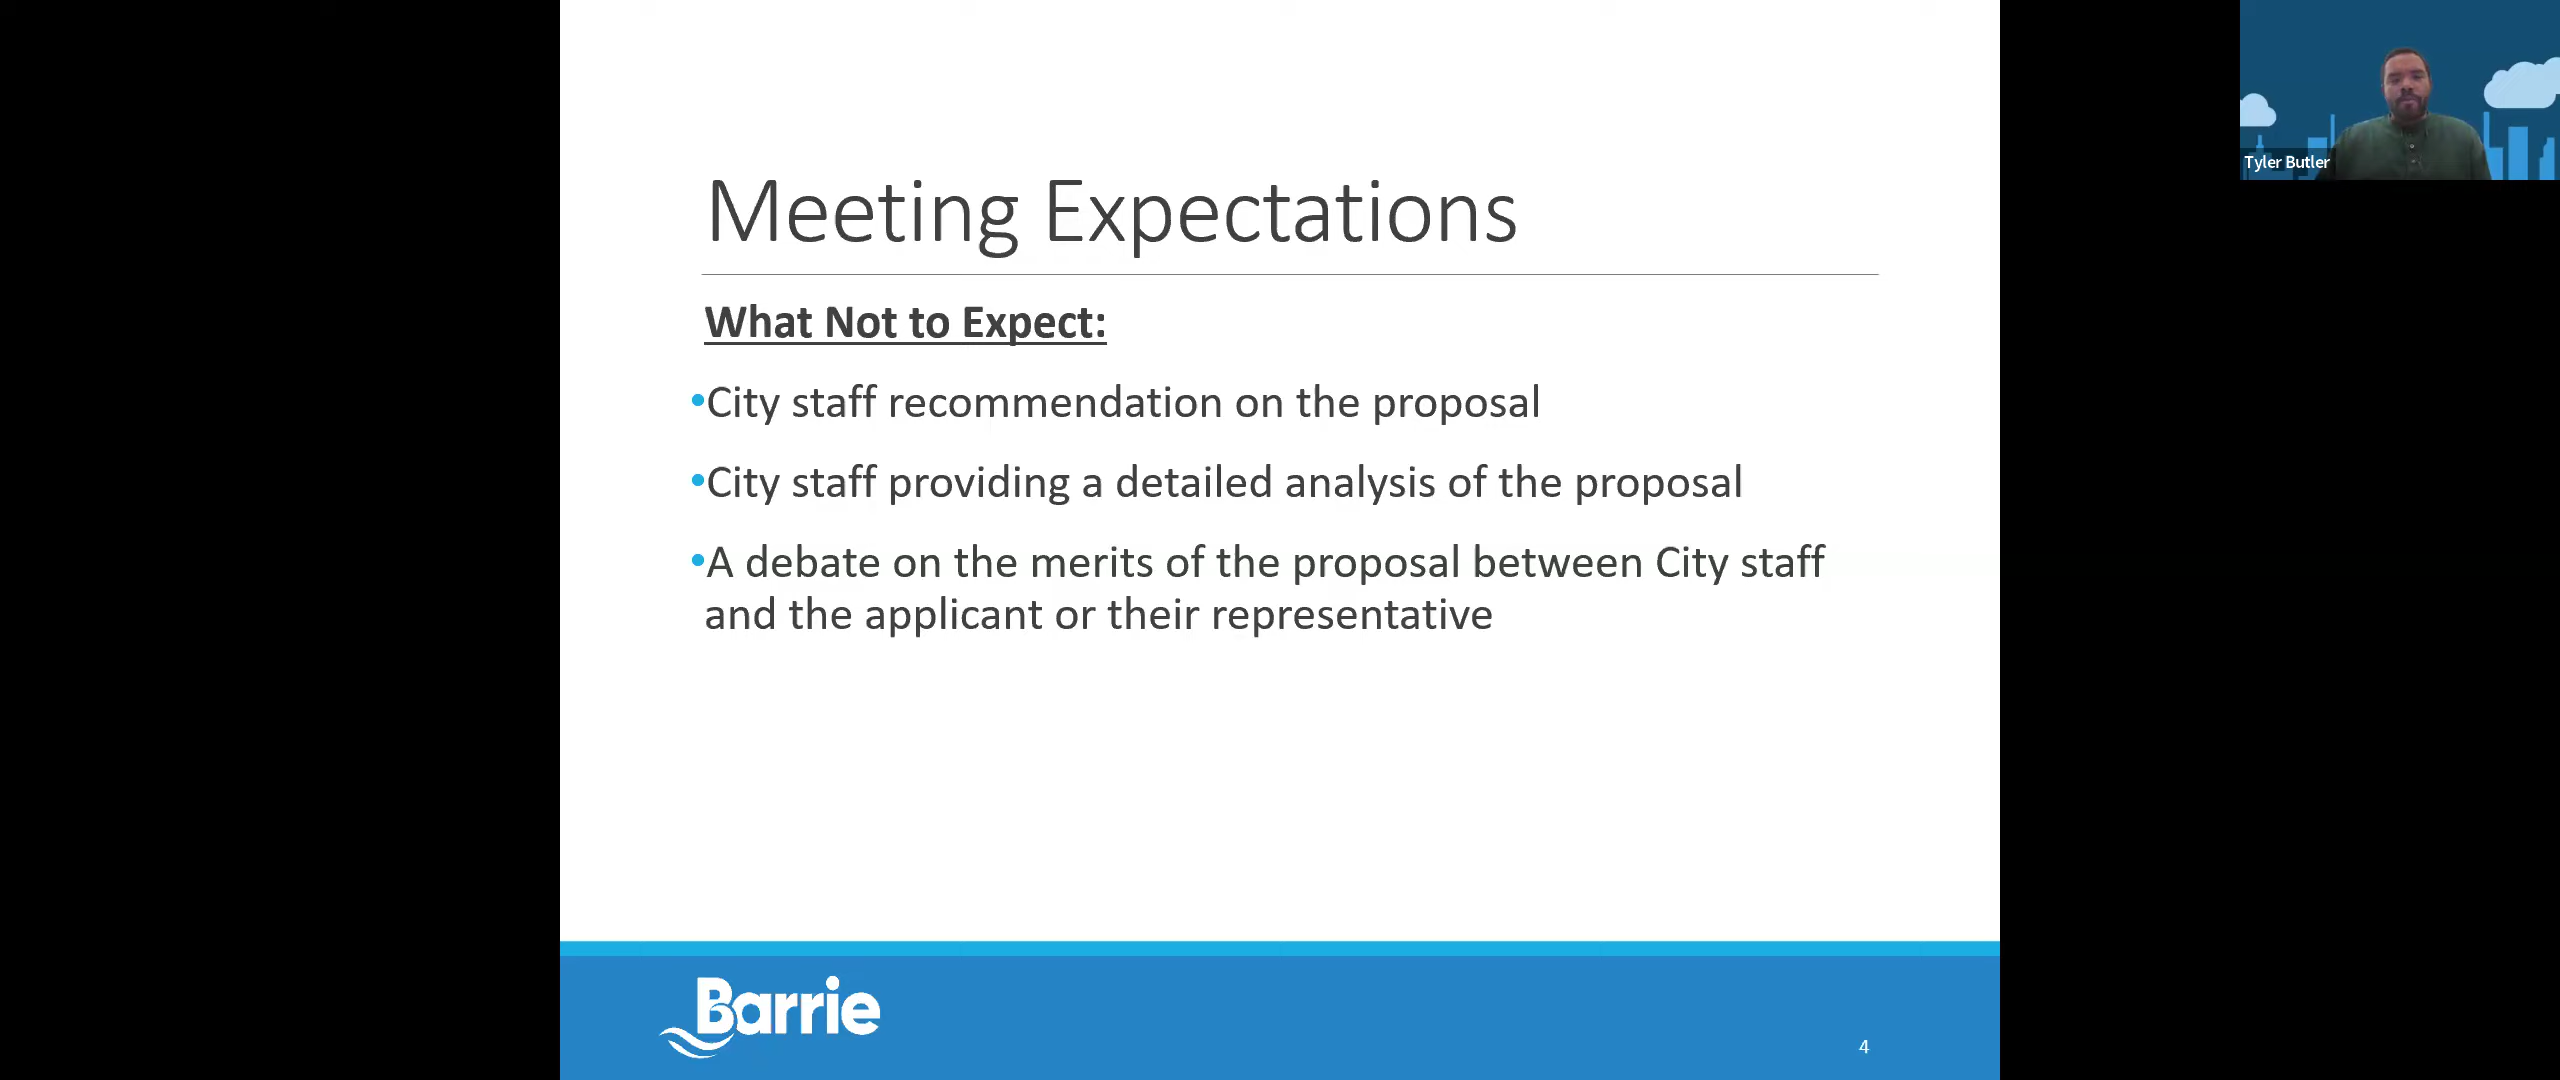 Meeting Expectations
What Not to Expect:
•City staff recommendation on the proposal
•City staff providing a detailed analysis of the proposal
•A debate on the merits of the proposal between City staff
and the applicant or their representative
Barrie
4
Tyler Butler